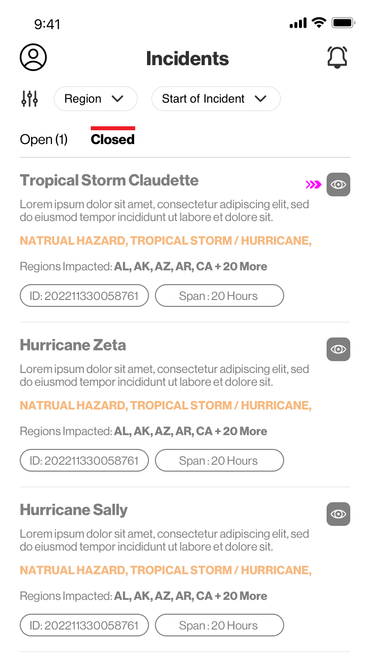 9:41
Incidents
Region
Start of Incident
Open (1)
Closed
Tropical Storm Claudette
Lorem ipsum dolor sit amet, consectetur adipiscing elit, sed
do eiusmod tempor incididunt ut labore et dolore sit.
NATRUAL HAZARD, TROPICAL STORM / HURRICANE,
Regions Impacted: AL, AK, AZ, AR, CA + 20 More
ID: 202211330058761
Span : 20 Hours
Hurricane Zeta
Lorem ipsum dolor sit amet, consectetur adipiscing elit, sed
do eiusmod tempor incididunt ut labore et dolore sit.
NATRUAL HAZARD, TROPICAL STORM / HURRICANE,
Regions Impacted: AL, AK, AZ, AR, CA + 20 More
ID: 202211330058761
Span : 20 Hours
Hurricane Sally
Lorem ipsum dolor sit amet, consectetur adipiscing elit, sed
do eiusmod tempor incididunt ut labore et dolore sit.
NATRUAL HAZARD, TROPICAL STORM / HURRICANE,
Regions Impacted: AL, AK, AZ, AR, CA + 20 More
ID: 202211330058761
Span : 20 Hours